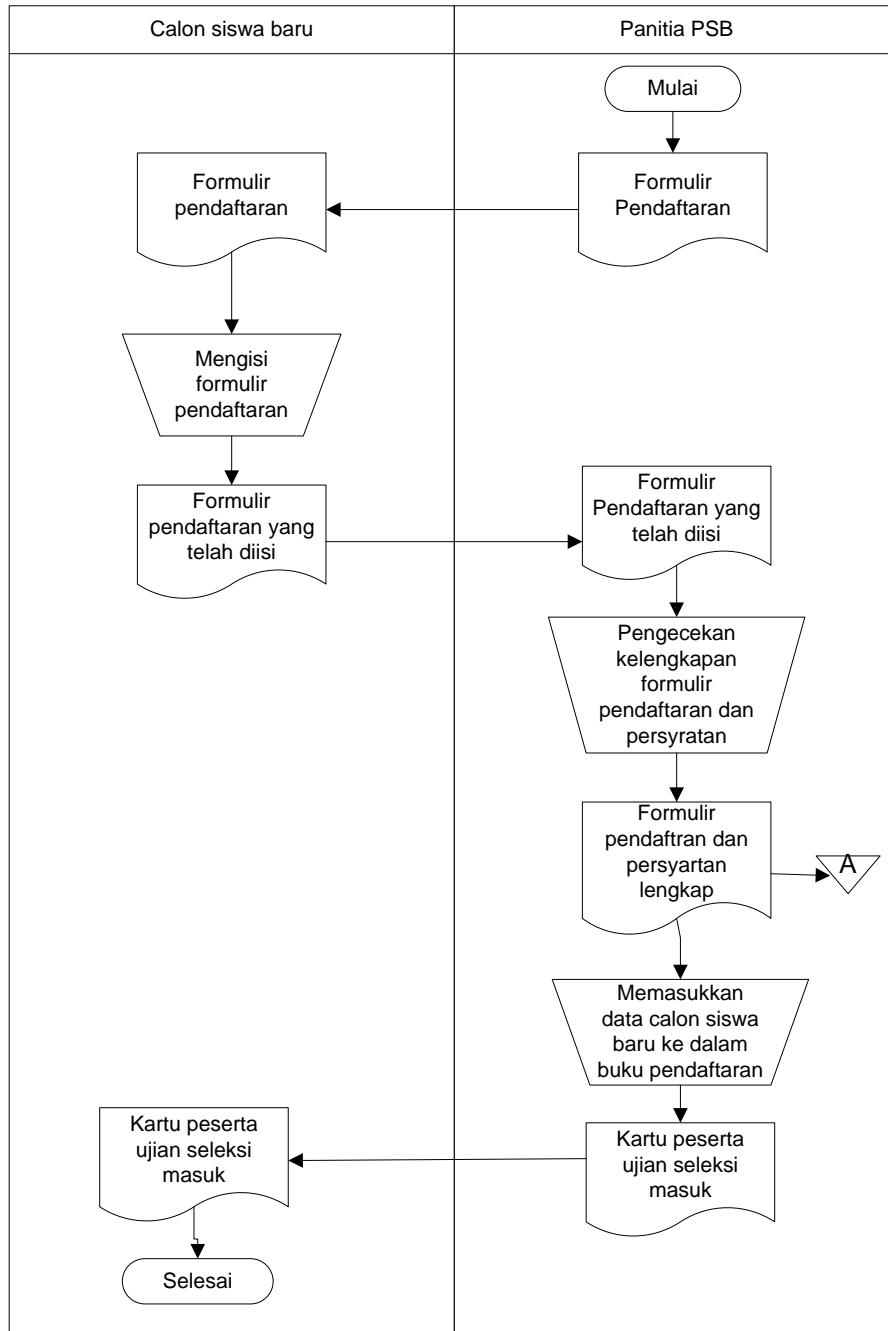 Calon siswa baru
Panitia PSB
Mulai
Formulir
Pendaftaran
Formulir
pendaftaran
Mengisi
formulir
pendaftaran
Formulir
pendaftaran yang
telah diisi
Formulir
Pendaftaran yang
telah diisi
Pengecekan
kelengkapan
formulir
pendaftaran dan
persyratan
Formulir
pendaftran dan
persyartan
lengkap
A
Memasukkan
data calon siswa
baru ke dalam
buku pendaftaran
Kartu peserta
ujian seleksi
masuk
Kartu peserta
ujian seleksi
masuk
Selesai